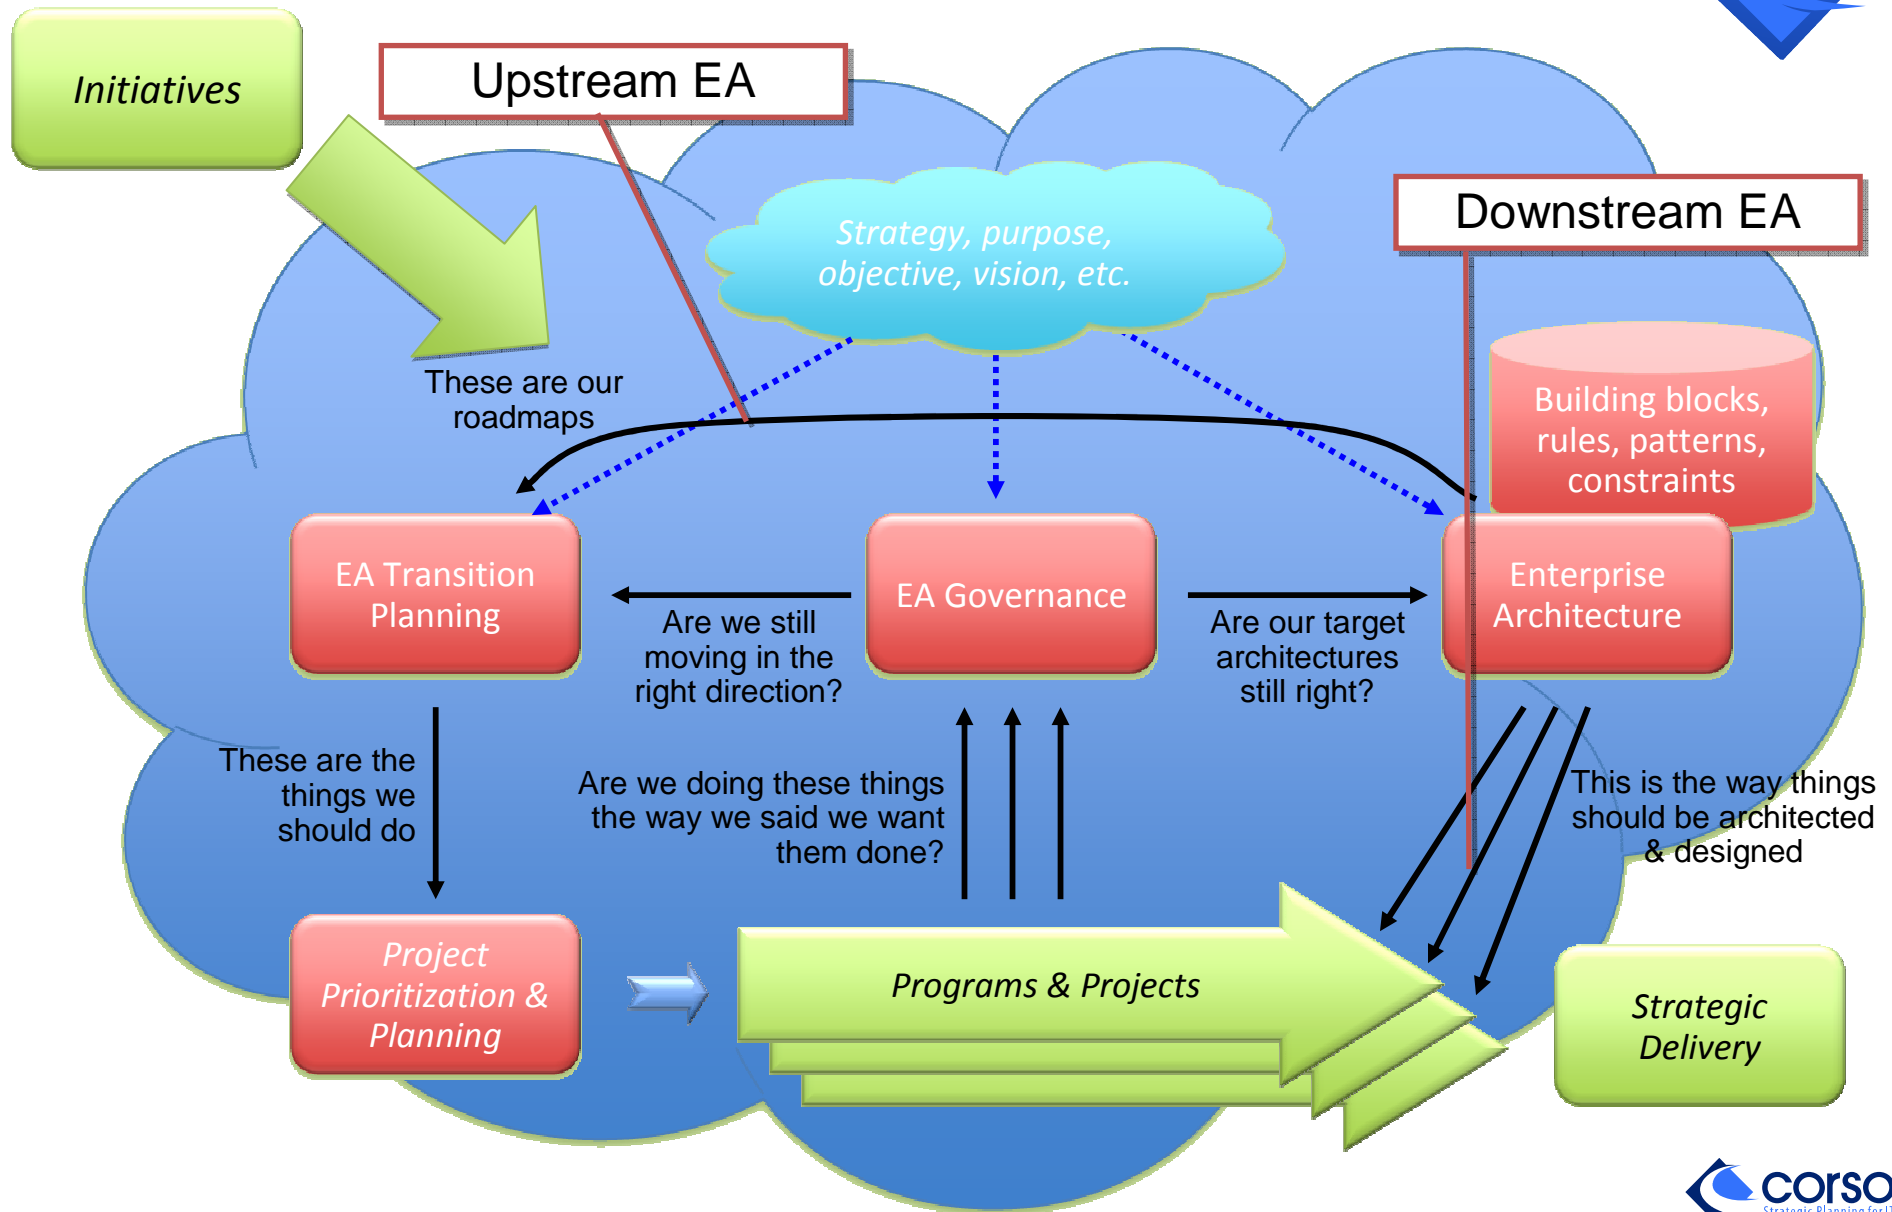 Initiatives
Upstream EA
Strategy, purpose,
objective, vision, etc.
Downstream EA
These are our
roadmaps
Building blocks,
rules, patterns,
constraints
EA Transition
Planning
EA Governance
Enterprise
Architecture
Are we still
moving in the
right direction?
Are our target
architectures
still right?
These are the
things we
should do
Are we doing these things
the way we said we want
them done?
This is the way things
should be architected
& designed
Project
Prioritization &
Planning
Programs & Projects
Strategic
Delivery
corso
Strategic Planning for IT